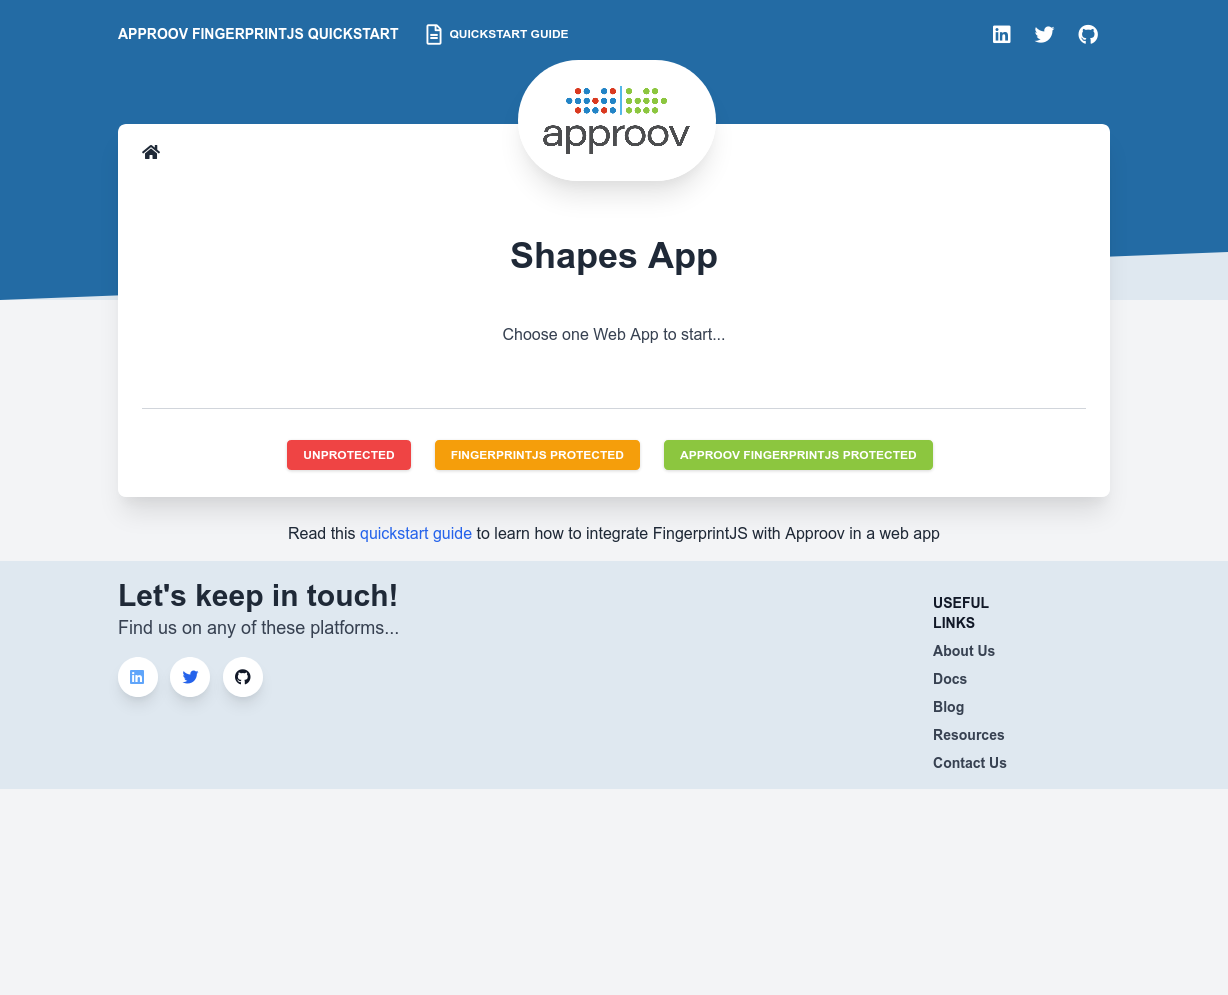 APPROOV FINGERPRINTJS QUICKSTART
QUICKSTART GUIDE
approov
Shapes App
Choose one Web App to start...
UNPROTECTED
FINGERPRINTJS PROTECTED
APPROOV FINGERPRINTJS PROTECTED
Read this quickstart guide to learn how to integrate FingerprintJS with Approov in a web app
Let's keep in touch!
Find us on any of these platforms...
USEFUL
LINKS
About Us
Docs
Blog
Resources
Contact Us